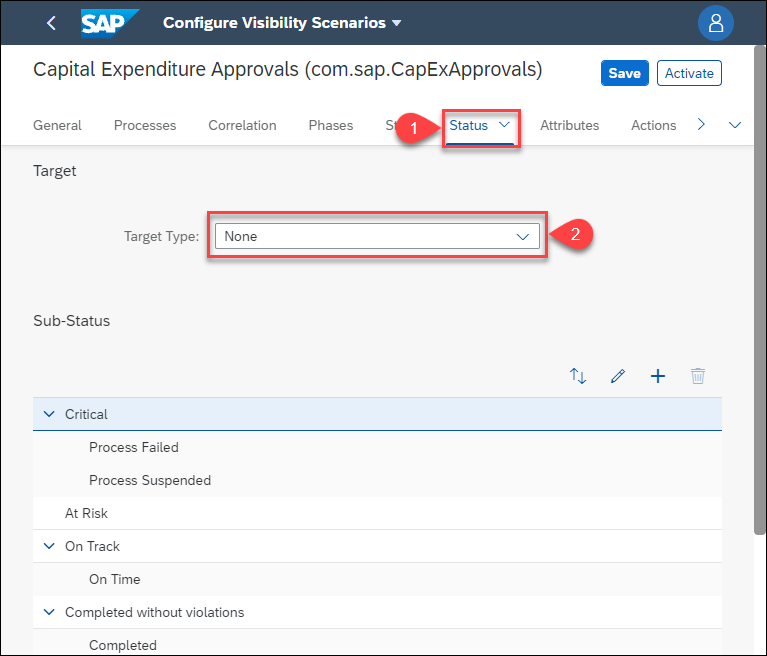 SAP Configure Visibility Scenarios
Capital Expenditure Approvals (com.sap.CapExApprovals)
Save Activate
General Processes Correlation Phases Status Attributes Actions
1
Target
Target Type: None
2
Sub-Status
Critical
Process Failed
Process Suspended
At Risk
On Track
On Time
Completed without violations
Completed